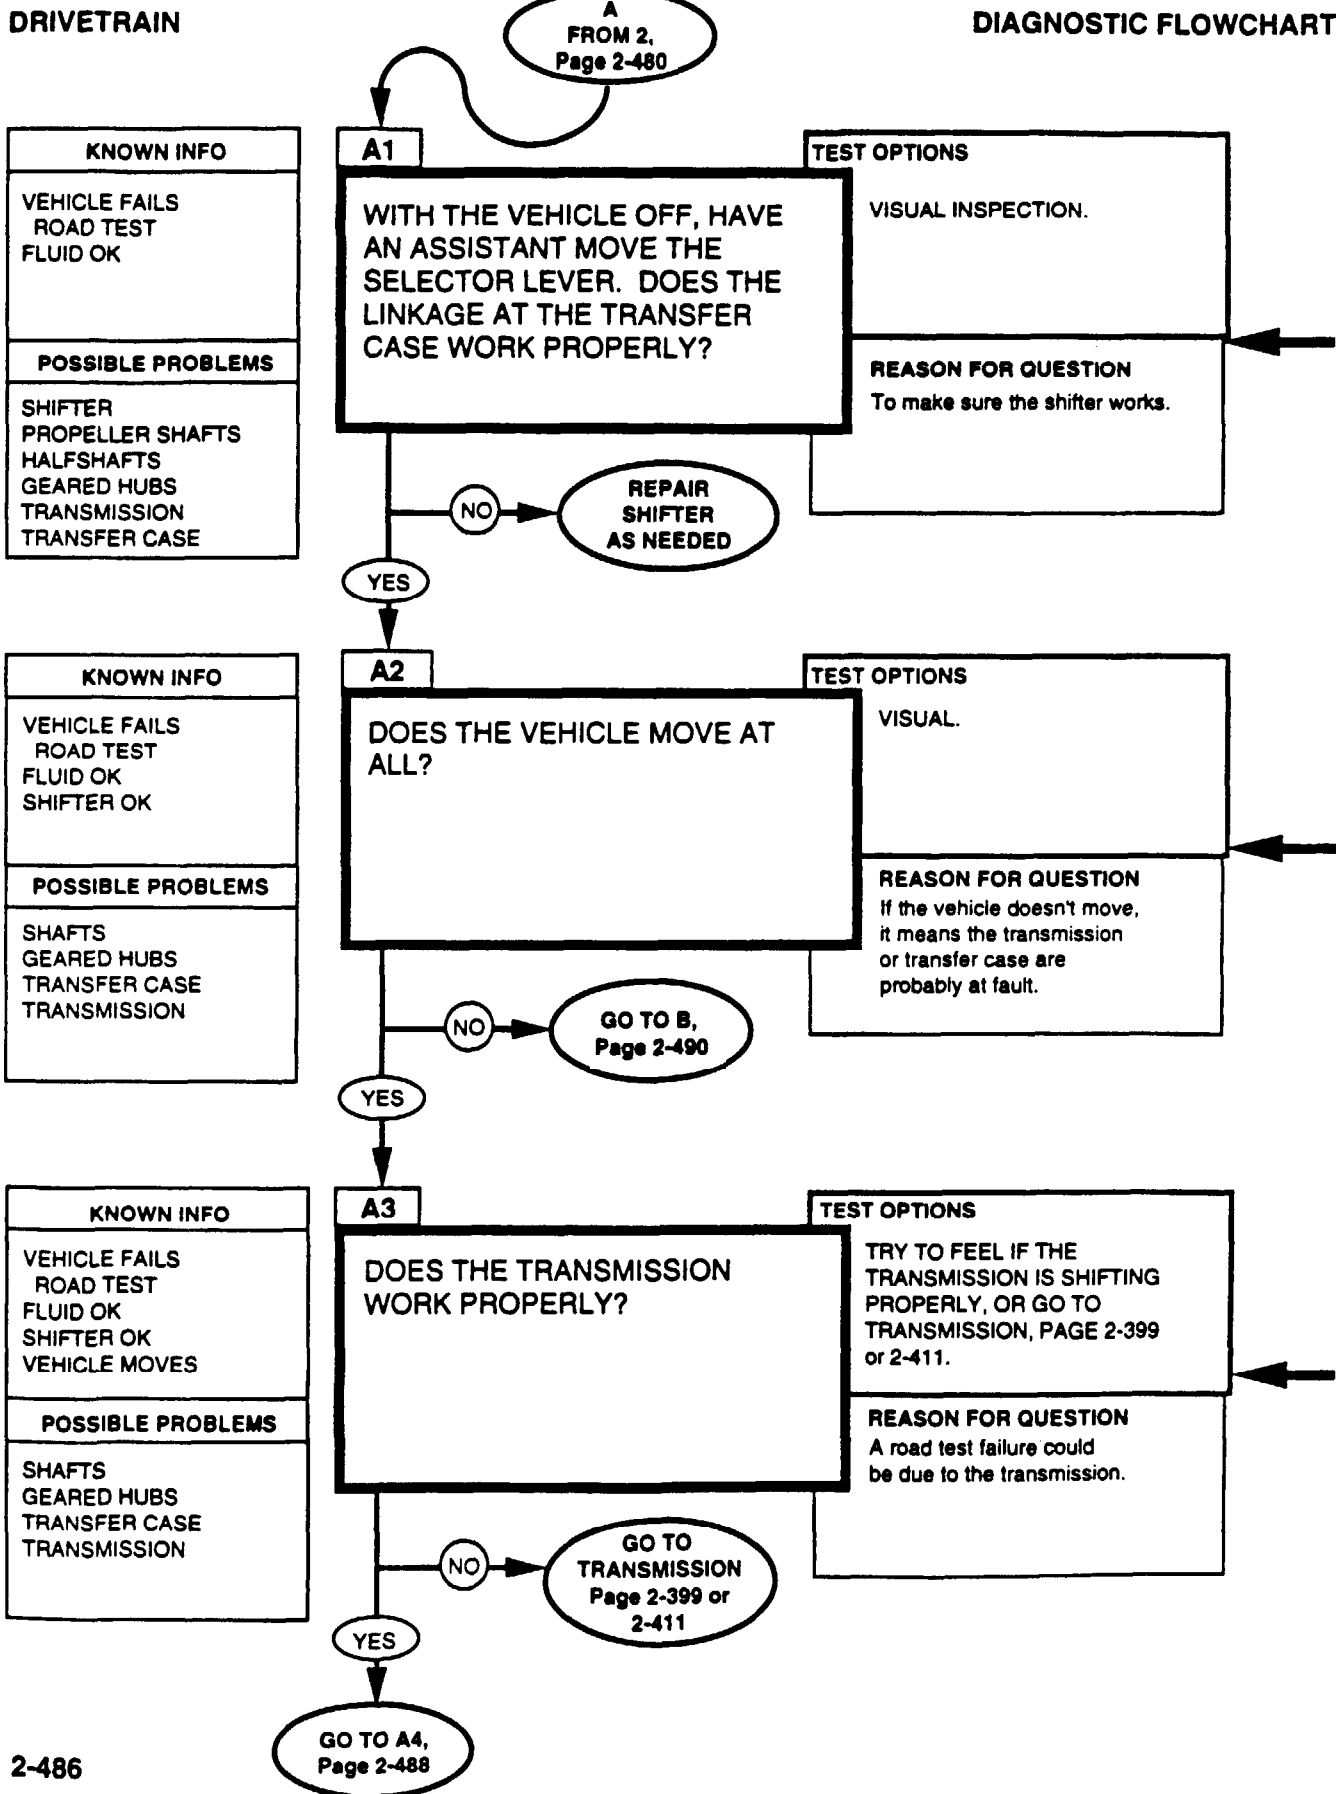 DRIVETRAIN
DIAGNOSTIC FLOWCHART
A
FROM 2,
Page 2-480
KNOWN INFO
VEHICLE FAILS
ROAD TEST
FLUID OK
POSSIBLE PROBLEMS
SHIFTER
PROPELLER SHAFTS
HALFSHAFTS
GEARED HUBS
TRANSMISSION
TRANSFER CASE
A1
WITH THE VEHICLE OFF, HAVE
AN ASSISTANT MOVE THE
SELECTOR LEVER. DOES THE
LINKAGE AT THE TRANSFER
CASE WORK PROPERLY?
TEST OPTIONS
VISUAL INSPECTION.
REASON FOR QUESTION
To make sure the shifter works.
NO
REPAIR
SHIFTER
AS NEEDED
YES
KNOWN INFO
VEHICLE FAILS
ROAD TEST
FLUID OK
SHIFTER OK
POSSIBLE PROBLEMS
SHAFTS
GEARED HUBS
TRANSFER CASE
TRANSMISSION
A2
DOES THE VEHICLE MOVE AT
ALL?
TEST OPTIONS
VISUAL.
REASON FOR QUESTION
If the vehicle doesn't move,
it means the transmission
or transfer case are
probably at fault.
NO
GO TO B,
Page 2-490
YES
KNOWN INFO
VEHICLE FAILS
ROAD TEST
FLUID OK
SHIFTER OK
VEHICLE MOVES
POSSIBLE PROBLEMS
SHAFTS
GEARED HUBS
TRANSFER CASE
TRANSMISSION
A3
DOES THE TRANSMISSION
WORK PROPERLY?
TEST OPTIONS
TRY TO FEEL IF THE
TRANSMISSION IS SHIFTING
PROPERLY, OR GO TO
TRANSMISSION, PAGE 2-399
or 2-411.
REASON FOR QUESTION
A road test failure could
be due to the transmission.
NO
GO TO
TRANSMISSION
Page 2-399 or
2-411
YES
GO TO A4,
Page 2-488
2-486